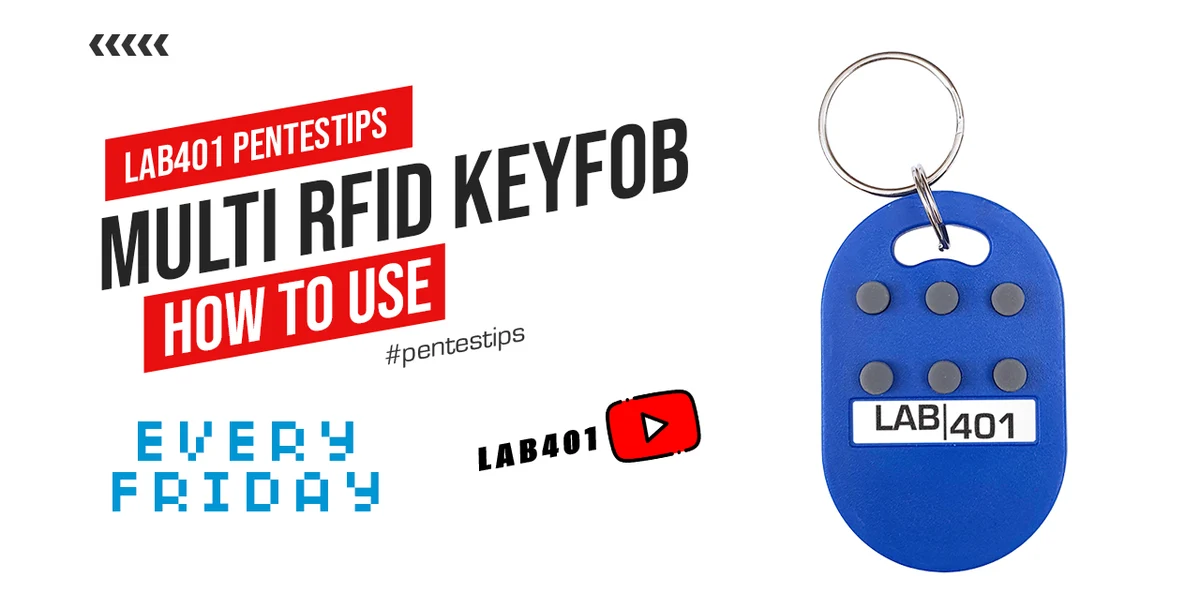 LAB401 PENTESTIPS
MULTI RFID KEYFOB
HOW TO USE
#pentestips
EVERY
FRIDAY
LAB401
LAB|401